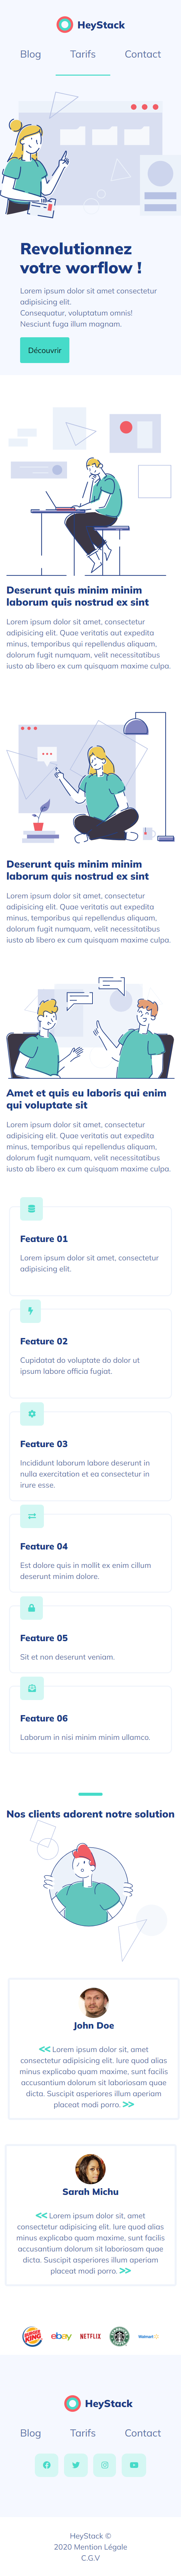 HeyStack
Blog Tarifs Contact
Revolutionnez
votre worflow !
Lorem ipsum dolor sit amet consectetur
adipisicing elit.
Consequatur, voluptatum omnis!
Nesciunt fuga illum magnam.
Découvrir
Deserunt quis minim minim
laborum quis nostrud ex sint
Lorem ipsum dolor sit amet, consectetur
adipisicing elit. Quae veritatis aut expedita
minus, temporibus qui repellendus aliquam,
dolorum fugit numquam, velit necessitatibus
iusto ab libero ex cum quisquam maxime culpa.
Deserunt quis minim minim
laborum quis nostrud ex sint
Lorem ipsum dolor sit amet, consectetur
adipisicing elit. Quae veritatis aut expedita
minus, temporibus qui repellendus aliquam,
dolorum fugit numquam, velit necessitatibus
iusto ab libero ex cum quisquam maxime culpa.
Amet et quis eu laboris qui enim
qui voluptate sit
Lorem ipsum dolor sit amet, consectetur
adipisicing elit. Quae veritatis aut expedita
minus, temporibus qui repellendus aliquam,
dolorum fugit numquam, velit necessitatibus
iusto ab libero ex cum quisquam maxime culpa.
Feature 01
Lorem ipsum dolor sit amet, consectetur
adipisicing elit.
Feature 02
Cupidatat do voluptate do dolor ut
ipsum labore officia fugiat.
Feature 03
Incididunt laborum labore deserunt in
nulla exercitation et ea consectetur in
irure esse.
Feature 04
Est dolore quis in mollit ex enim cillum
deserunt minim dolore.
Feature 05
Sit et non deserunt veniam.
Feature 06
Laborum in nisi minim minim ullamco.
Nos clients adorent notre solution
John Doe
<< Lorem ipsum dolor sit, amet
consectetur adipisicing elit. Iure quod alias
minus explicabo quam maxime, sunt facilis
accusantium dolorum sit laboriosam quae
dicta. Suscipit asperiores illum aperiam
placeat modi porro. >>
Sarah Michu
<< Lorem ipsum dolor sit, amet
consectetur adipisicing elit. Iure quod alias
minus explicabo quam maxime, sunt facilis
accusantium dolorum sit laboriosam quae
dicta. Suscipit asperiores illum aperiam
placeat modi porro. >>
BURGER KING ebay NETFLIX Walmart
HeyStack
Blog Tarifs Contact
HeyStack ©
2020 Mention Légale
C.G.V